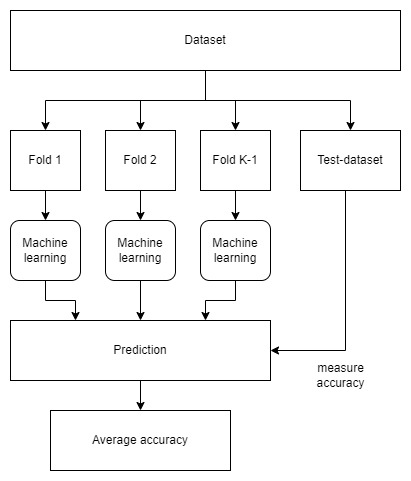 Dataset
Fold 1
Fold 2
Fold K-1
Test-dataset
Machine
learning
Machine
learning
Machine
learning
Prediction
measure
accuracy
Average accuracy